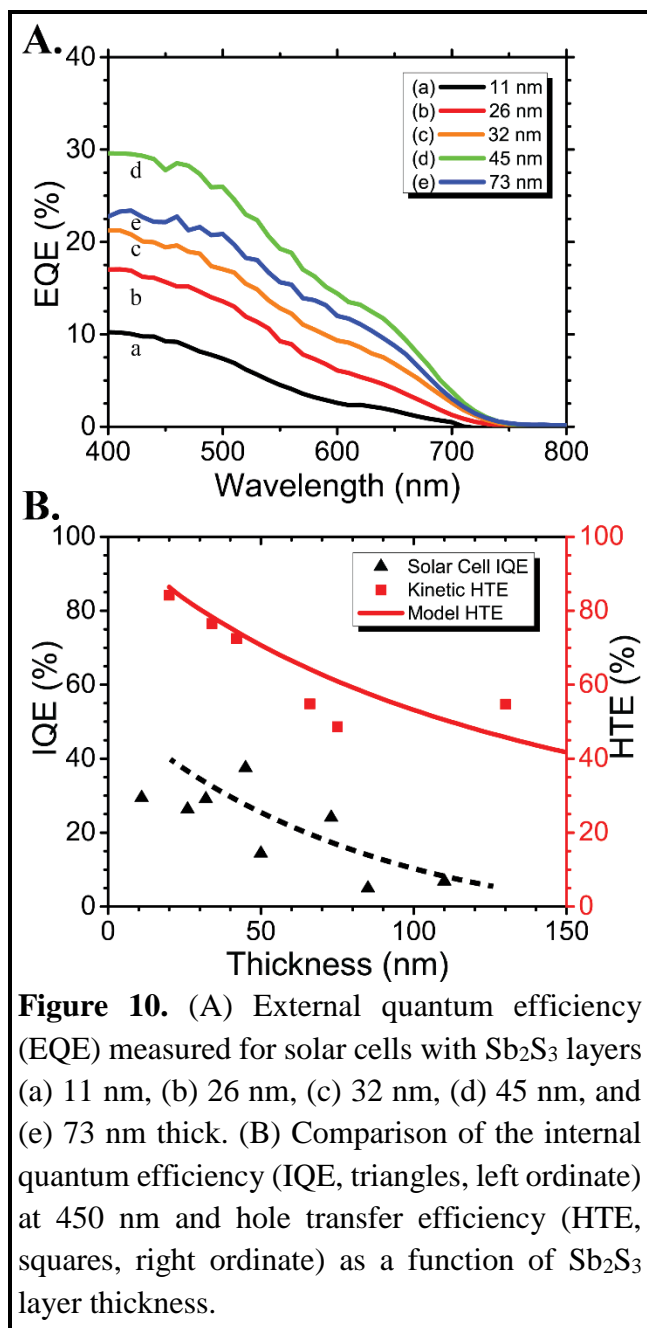 A.
40
30
20
10
0
EQE (%)
(a) 11 nm
(b) 26 nm
(c) 32 nm
(d) 45 nm
(e) 73 nm
d
e
c
b
a
400 500 600 700 800
Wavelength (nm)
B.
100
80
60
40
20
0
IQE (%)
Solar Cell IQE
Kinetic HTE
Model HTE
100
80
60
40
20
0
HTE (%)
0 50 100 150
Thickness (nm)
Figure 10. (A) External quantum efficiency
(EQE) measured for solar cells with Sb₂S₃ layers
(a) 11 nm, (b) 26 nm, (c) 32 nm, (d) 45 nm, and
(e) 73 nm thick. (B) Comparison of the internal
quantum efficiency (IQE, triangles, left ordinate)
at 450 nm and hole transfer efficiency (HTE,
squares, right ordinate) as a function of Sb₂S₃
layer thickness.